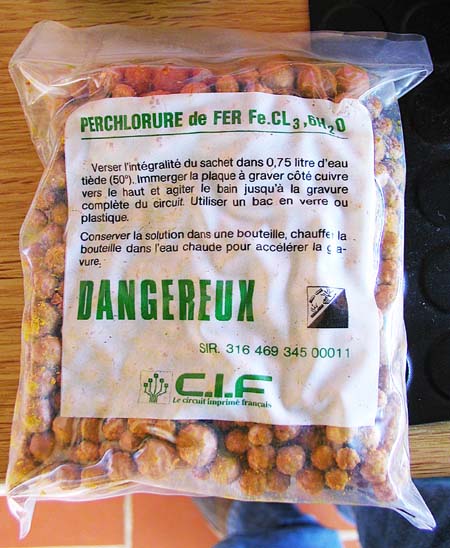 PERCHLORURE de FER Fe.CL3,6H2O
Verser l'intégralité du sachet dans 0,75 litre d'eau
tiède (50°). Immerger la plaque à graver côté cuivre
vers le haut et agiter le bain jusqu'à la gravure
complète du circuit. Utiliser un bac en verre ou
plastique.
Conserver la solution dans une bouteille, chauffer la
bouteille dans l'eau chaude pour accélérer la gra-
vure.
DANGEREUX
SIR. 316 469 345 00011
C.I.F
Le circuit imprimé français